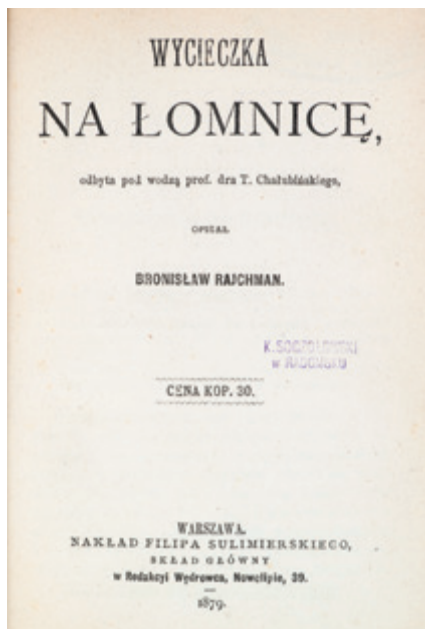 WYCIECZKA
NA ŁOMNICĘ,
odbyta pod wodzą prof. dra T. Chałubińskiego,
OPISAŁ
BRONISŁAW RAJCHMAN.
K.
w
CENA KOP. 30.
WARSZAWA.
NAKŁAD FILIPA SULIMIERSKIEGO,
SKŁAD GŁÓWNY
w Redakcyi Wędrowca, Nowolipie, 39.
1879.